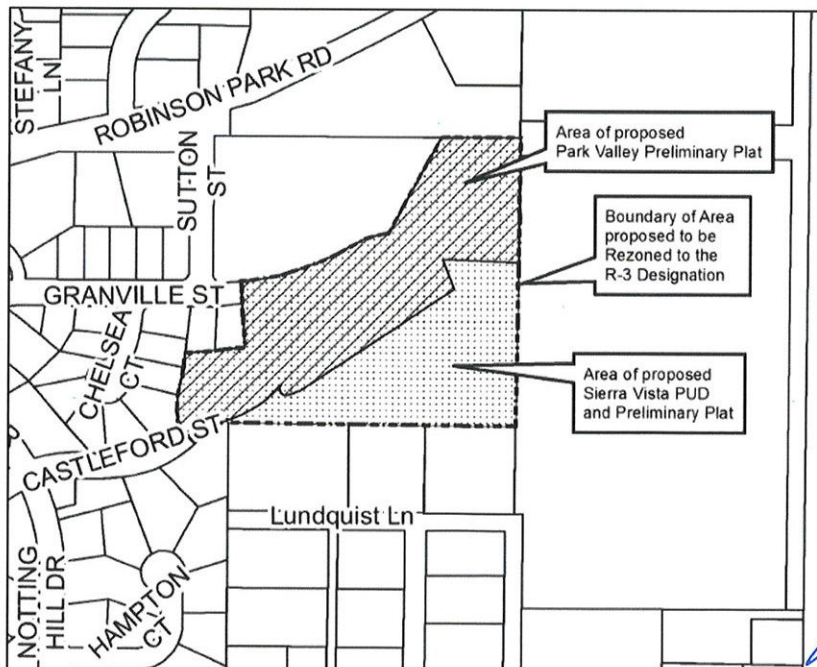 STEFANY
LN
ROBINSON PARK RD
SUTTON
ST
Area of proposed
Park Valley Preliminary Plat
Boundary of Area
proposed to be
Rezoned to the
R-3 Designation
GRANVILLE ST
CHELSEA
CT
Area of proposed
Sierra Vista PUD
and Preliminary Plat
CASTLEFORD ST
Lundquist Ln
NOTTING
HILL DR
HAMPTON
CT